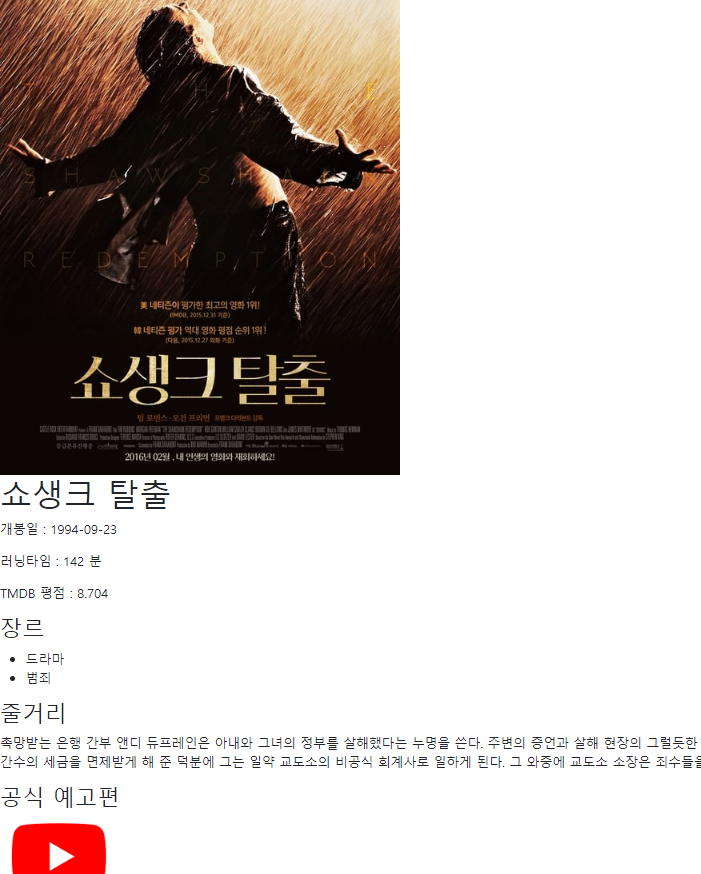 T H E
S H A W S H A N K
R E D E M P T I O N
美 네티즌이 평가한 최고의 영화 1위!
(IMDB, 2015.12.31 기준)
韓 네티즌 평가 역대 영화 평점 순위 1위!
(다음, 2015.12.27 외화 기준)
쇼생크 탈출
팀 로빈스·모건 프리먼 프랭크 다라본트 감독
2016년 02월, 내 인생의 영화와 재회하세요!
쇼생크 탈출
개봉일 : 1994-09-23
러닝타임 : 142 분
TMDB 평점 : 8.704
장르
드라마
범죄
줄거리
촉망받는 은행 간부 앤디 듀프레인은 아내와 그녀의 정부를 살해했다는 누명을 쓴다. 주변의 증언과 살해 현장의 그럴듯한
간수의 세금을 면제받게 해 준 덕분에 그는 일약 교도소의 비공식 회계사로 일하게 된다. 그 와중에 교도소 소장은 죄수들을
공식 예고편